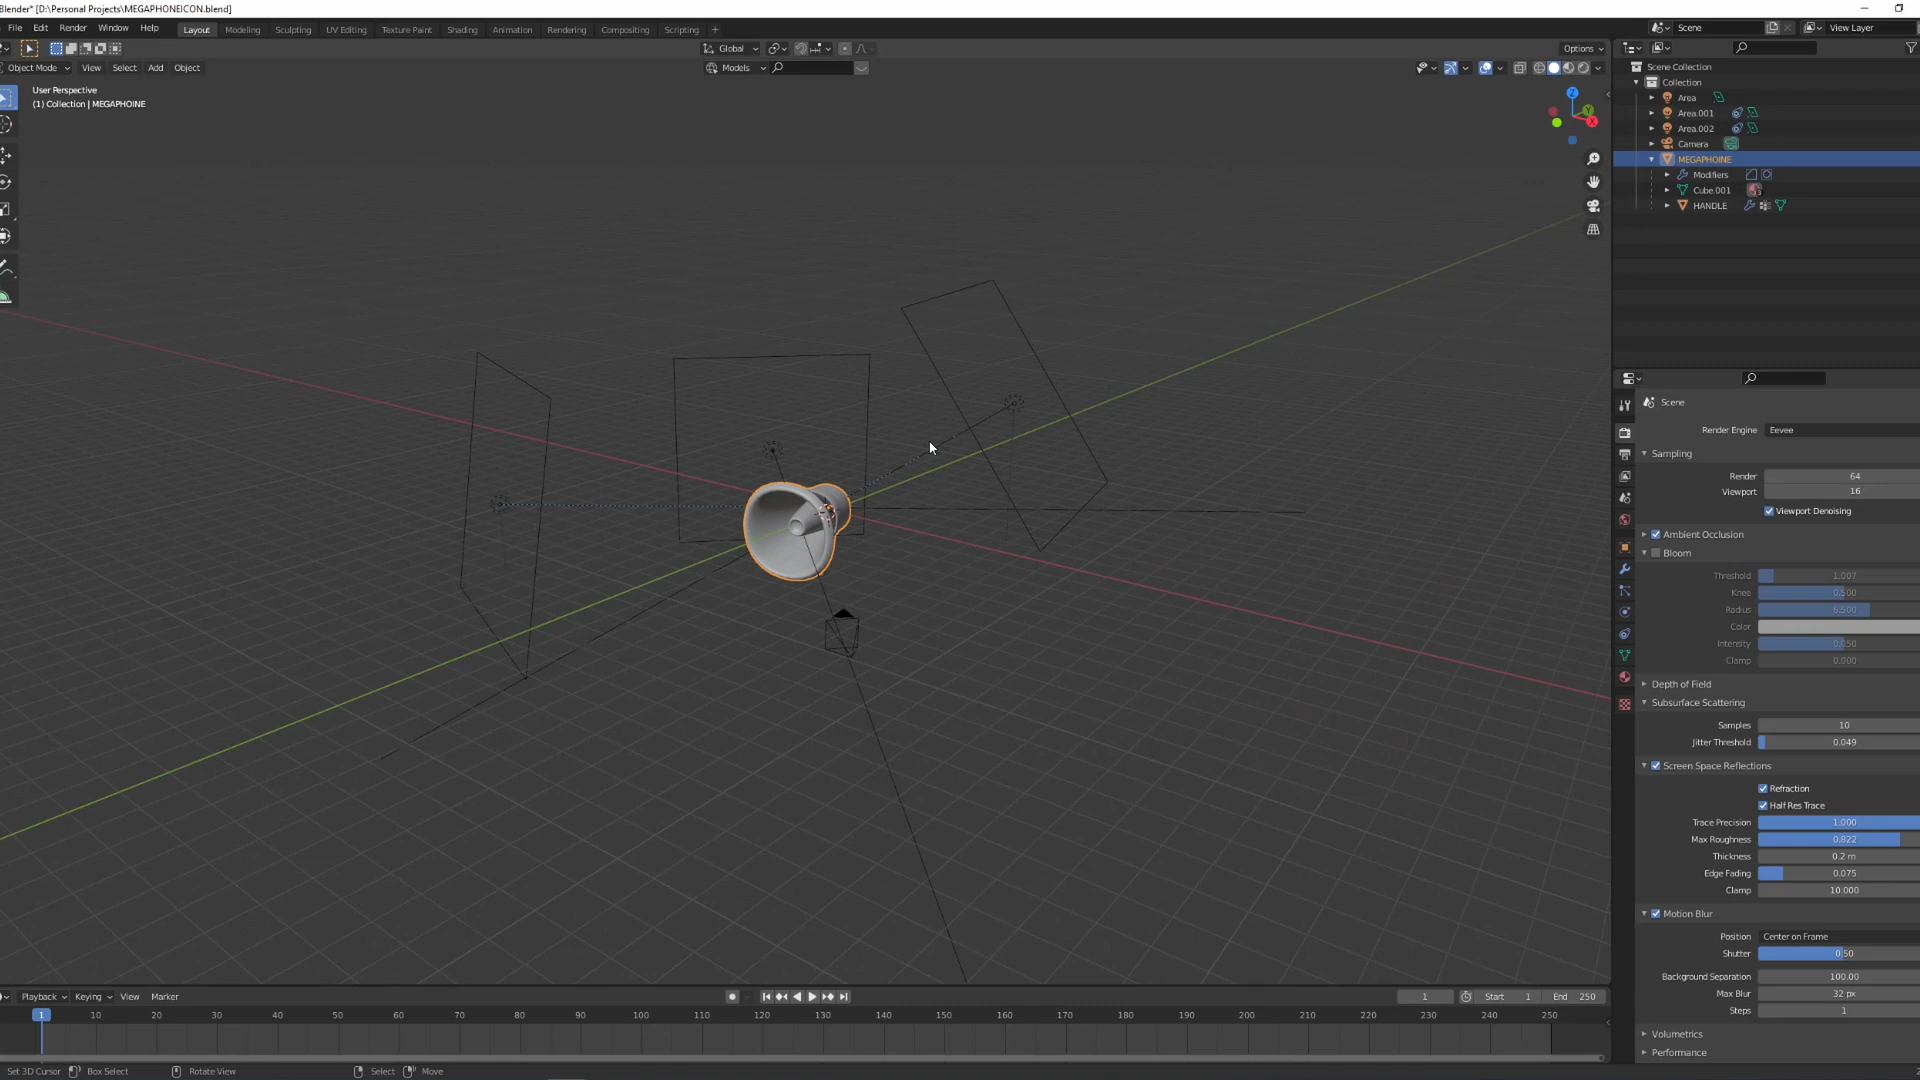 Blender* [D:\Personal Projects\MEGAPHONEICON.blend]
File Edit Render Window Help Layout Modeling Sculpting UV Editing Texture Paint Shading Animation Rendering Compositing Scripting + Scene View Layer
Global Options
Object Mode View Select Add Object Models
User Perspective
(1) Collection | MEGAPHOINE
Scene Collection
Collection
Area
Area.001
Area.002
Camera
MEGAPHOINE
Modifiers
Cube.001
HANDLE
Z
Y
X
Scene
Render Engine Eevee
Sampling
Render 64
Viewport 16
Viewport Denoising
Ambient Occlusion
Bloom
Threshold 1.007
Knee 0.500
Radius 6.500
Color
Intensity 0.050
Clamp 0.000
Depth of Field
Subsurface Scattering
Samples 10
Jitter Threshold 0.049
Screen Space Reflections
Refraction
Half Res Trace
Trace Precision 1.000
Max Roughness 0.822
Thickness 0.2 m
Edge Fading 0.075
Clamp 10.000
Motion Blur
Position Center on Frame
Shutter 0.50
Background Separation 100.00
Max Blur 32 px
Steps 1
Volumetrics
Performance
Playback Keying View Marker 1 Start 1 End 250
1 10 20 30 40 50 60 70 80 90 100 110 120 130 140 150 160 170 180 190 200 210 220 230 240 250
Set 3D Cursor Box Select Rotate View Select Move